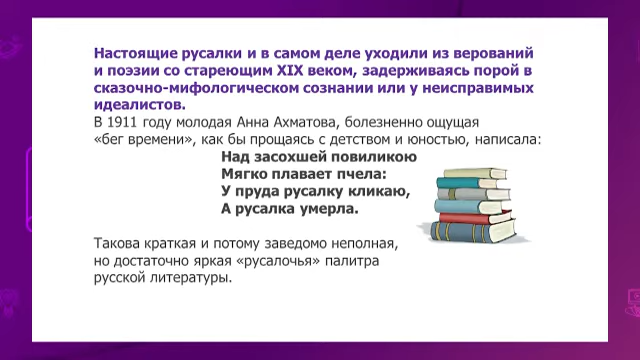 Настоящие русалки и в самом деле уходили из верований
и поэзии со стареющим XIX веком, задерживаясь порой в
сказочно-мифологическом сознании или у неисправимых
идеалистов.
В 1911 году молодая Анна Ахматова, болезненно ощущая
«бег времени», как бы прощаясь с детством и юностью, написала:
Над засохшей повиликою
Мягко плавает пчела:
У пруда русалку кликаю,
А русалка умерла.
Такова краткая и потому заведомо неполная,
но достаточно яркая «русалочья» палитра
русской литературы.